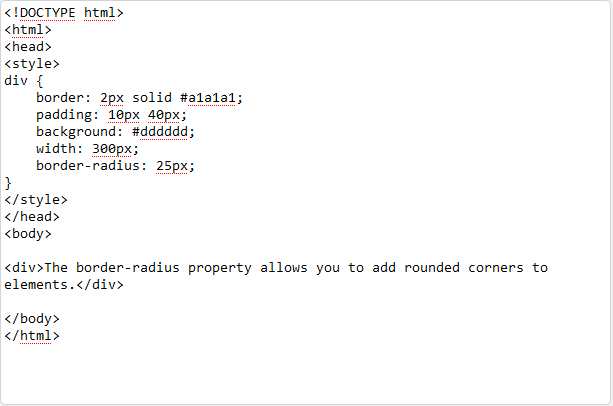 <!DOCTYPE html>
<html>
<head>
<style>
div {
    border: 2px solid #a1a1a1;
    padding: 10px 40px;
    background: #dddddd;
    width: 300px;
    border-radius: 25px;
}
</style>
</head>
<body>

<div>The border-radius property allows you to add rounded corners to
elements.</div>

</body>
</html>